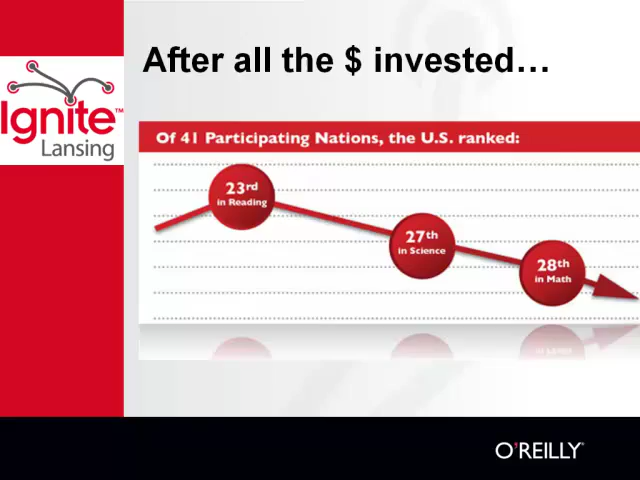 After all the $ invested…
Ignite™
Lansing
Of 41 Participating Nations, the U.S. ranked:
23rd
in Reading
27th
in Science
28th
in Math
O'REILLY